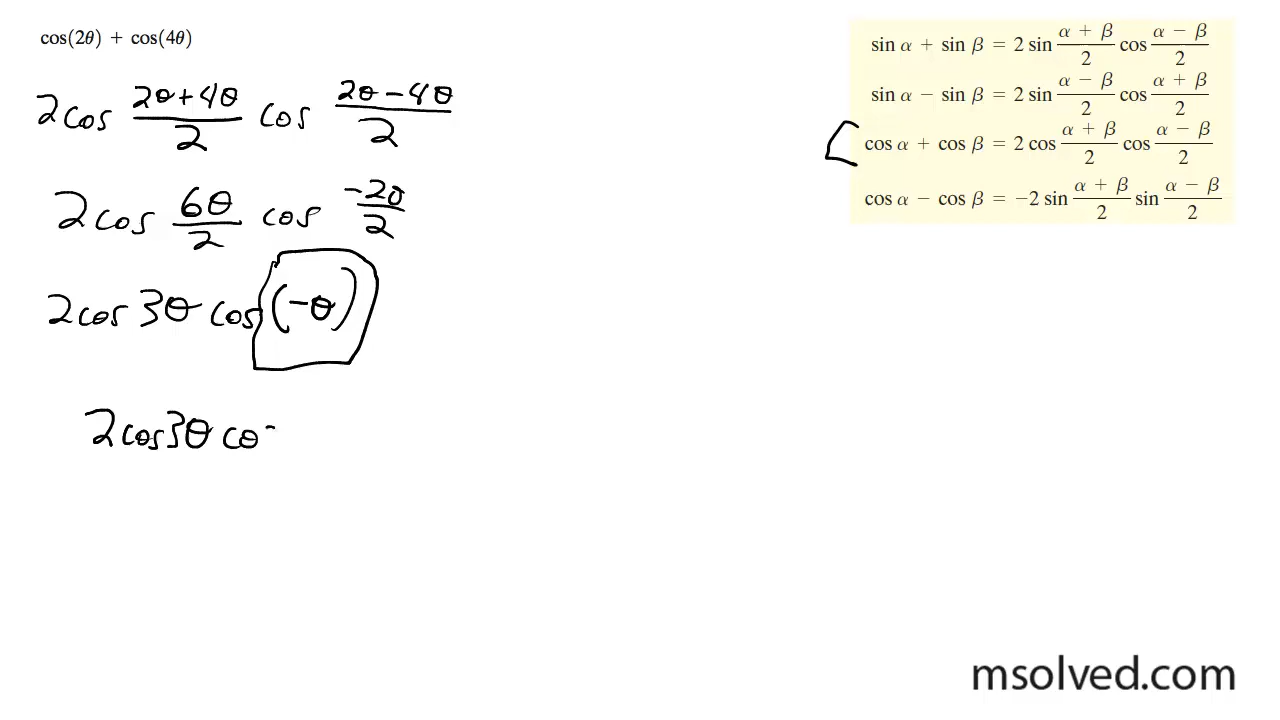 cos(2θ) + cos(4θ)
2cos (2θ+4θ)/2 cos (2θ-4θ)/2
2cos 6θ/2 cos -2θ/2
2cos 3θ cos (-θ)
2cos3θ co
sin α + sin β = 2 sin (α + β)/2 cos (α − β)/2
sin α − sin β = 2 sin (α − β)/2 cos (α + β)/2
cos α + cos β = 2 cos (α + β)/2 cos (α − β)/2
cos α − cos β = −2 sin (α + β)/2 sin (α − β)/2
msolved.com